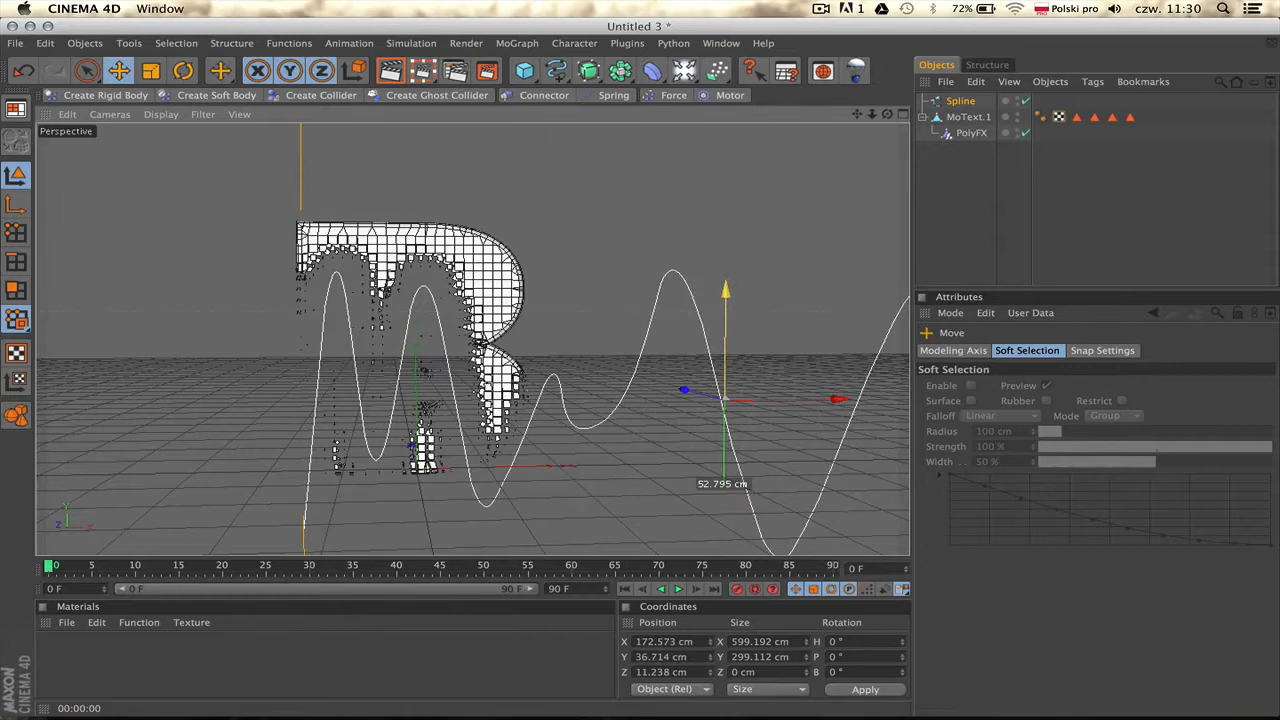 CINEMA 4D Window 1 72% Polski pro czw. 11:30
Untitled 3 *
File Edit Objects Tools Selection Structure Functions Animation Simulation Render MoGraph Character Plugins Python Window Help
Objects Structure
File Edit View Objects Tags Bookmarks
X Y Z
Create Rigid Body Create Soft Body Create Collider Create Ghost Collider Connector Spring Force Motor
Spline
MoText.1
PolyFX
Edit Cameras Display Filter View
Perspective
Attributes
Mode Edit User Data
Move
Modeling Axis Soft Selection Snap Settings
Soft Selection
Enable Preview
Surface Rubber Restrict
Falloff Linear Mode Group
Radius 100 cm
Strength 100 %
Width . . 50 %
52.795 cm
Y
Z X
0 5 10 15 20 25 30 35 40 45 50 55 60 65 70 75 80 85 90 0 F
0 F 0 F 90 F 90 F
Materials
File Edit Function Texture
Coordinates
Position Size Rotation
X 172.573 cm X 599.192 cm H 0 °
Y 36.714 cm Y 299.112 cm P 0 °
Z 11.238 cm Z 0 cm B 0 °
Object (Rel) Size Apply
MAXON
CINEMA 4D
00:00:00